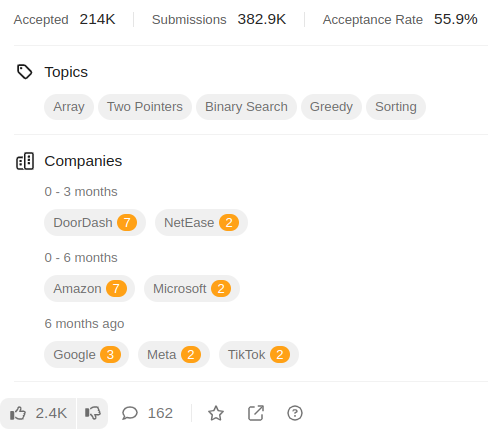 Accepted 214K Submissions 382.9K Acceptance Rate 55.9%
Topics
Array Two Pointers Binary Search Greedy Sorting
Companies
0 - 3 months
DoorDash 7 NetEase 2
0 - 6 months
Amazon 7 Microsoft 2
6 months ago
Google 3 Meta 2 TikTok 2
2.4K 162